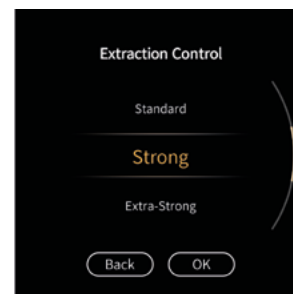 Extraction Control
Standard
Strong
Extra-Strong
Back OK